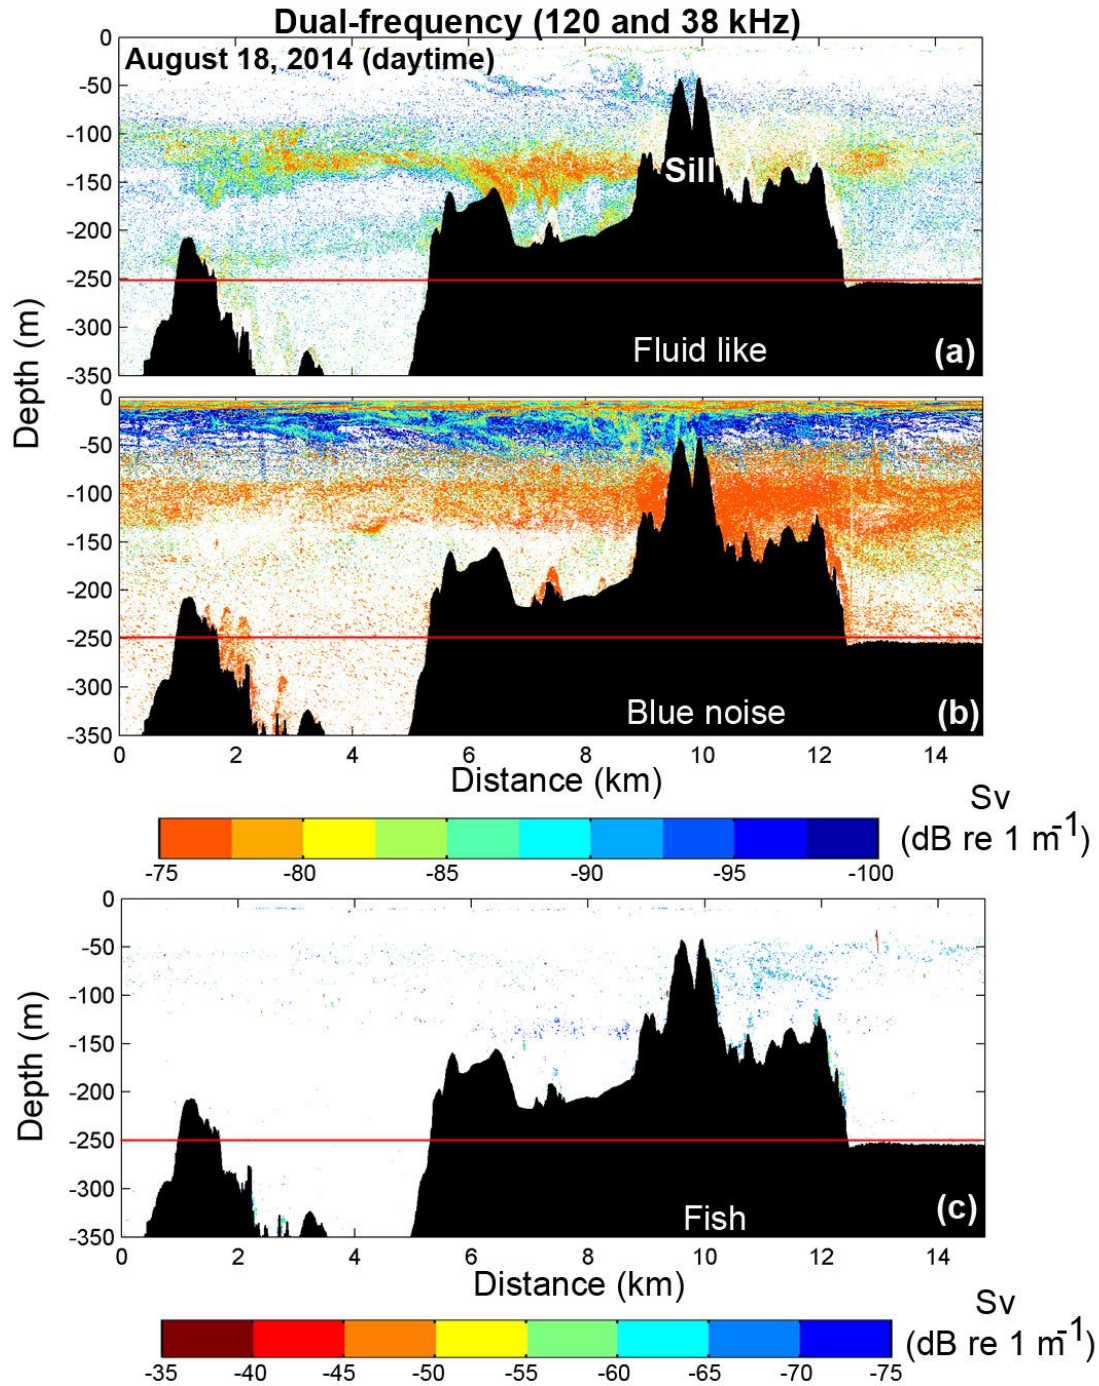 Dual-frequency (120 and 38 kHz)
August 18, 2014 (daytime)
0
-50
-100
-150
-200
-250
-300
-350
Sill
Fluid like
(a)
Depth (m)
0
-50
-100
-150
-200
-250
-300
-350
Blue noise
(b)
0 2 4 6 8 10 12 14
Distance (km)
Sv
(dB re 1 m⁻¹)
-75 -80 -85 -90 -95 -100
0
-50
-100
-150
-200
-250
-300
-350
Depth (m)
Fish
(c)
0 2 4 6 8 10 12 14
Distance (km)
Sv
(dB re 1 m⁻¹)
-35 -40 -45 -50 -55 -60 -65 -70 -75